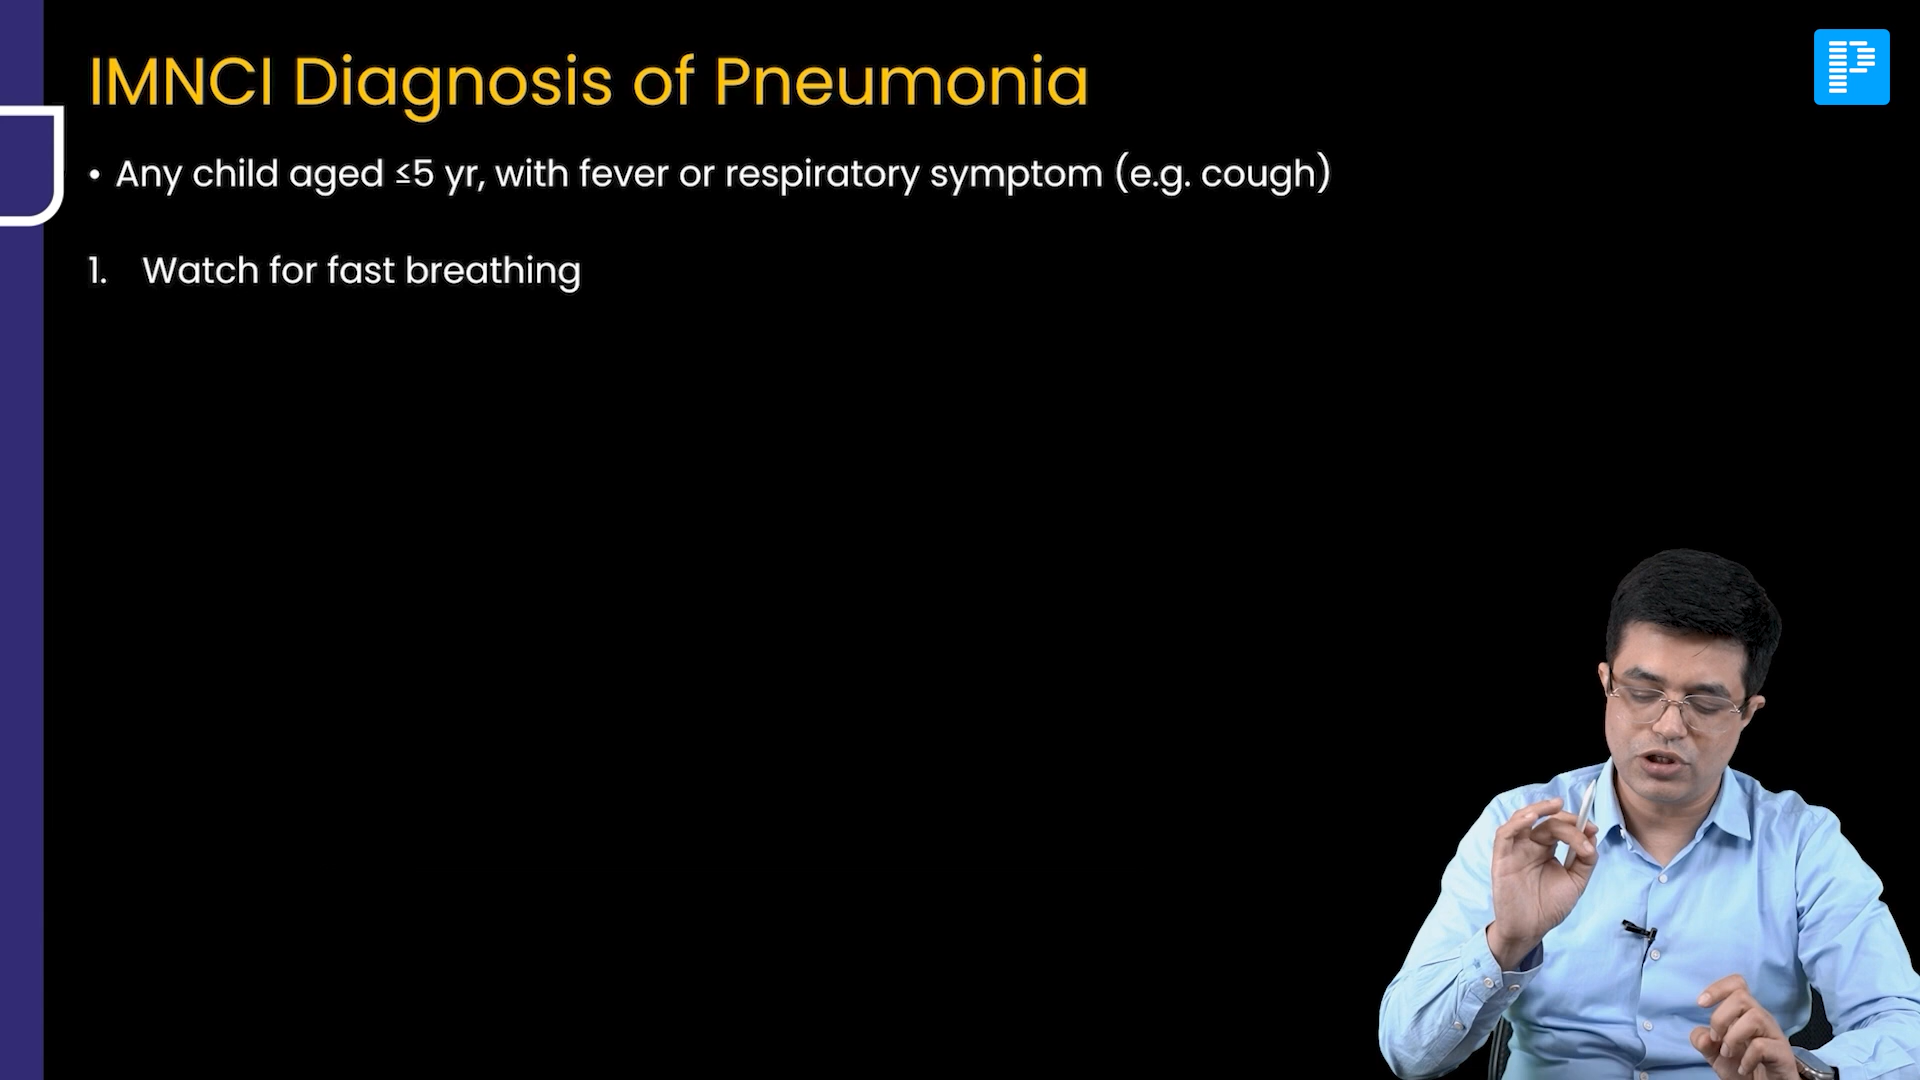 IMNCI Diagnosis of Pneumonia
• Any child aged ≤5 yr, with fever or respiratory symptom (e.g. cough)
1. Watch for fast breathing